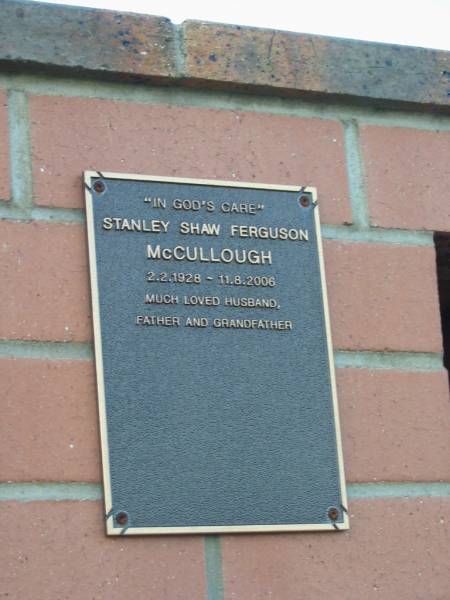 "IN GOD'S CARE"
STANLEY SHAW FERGUSON
McCULLOUGH
2.2.1928 - 11.8.2006
MUCH LOVED HUSBAND,
FATHER AND GRANDFATHER